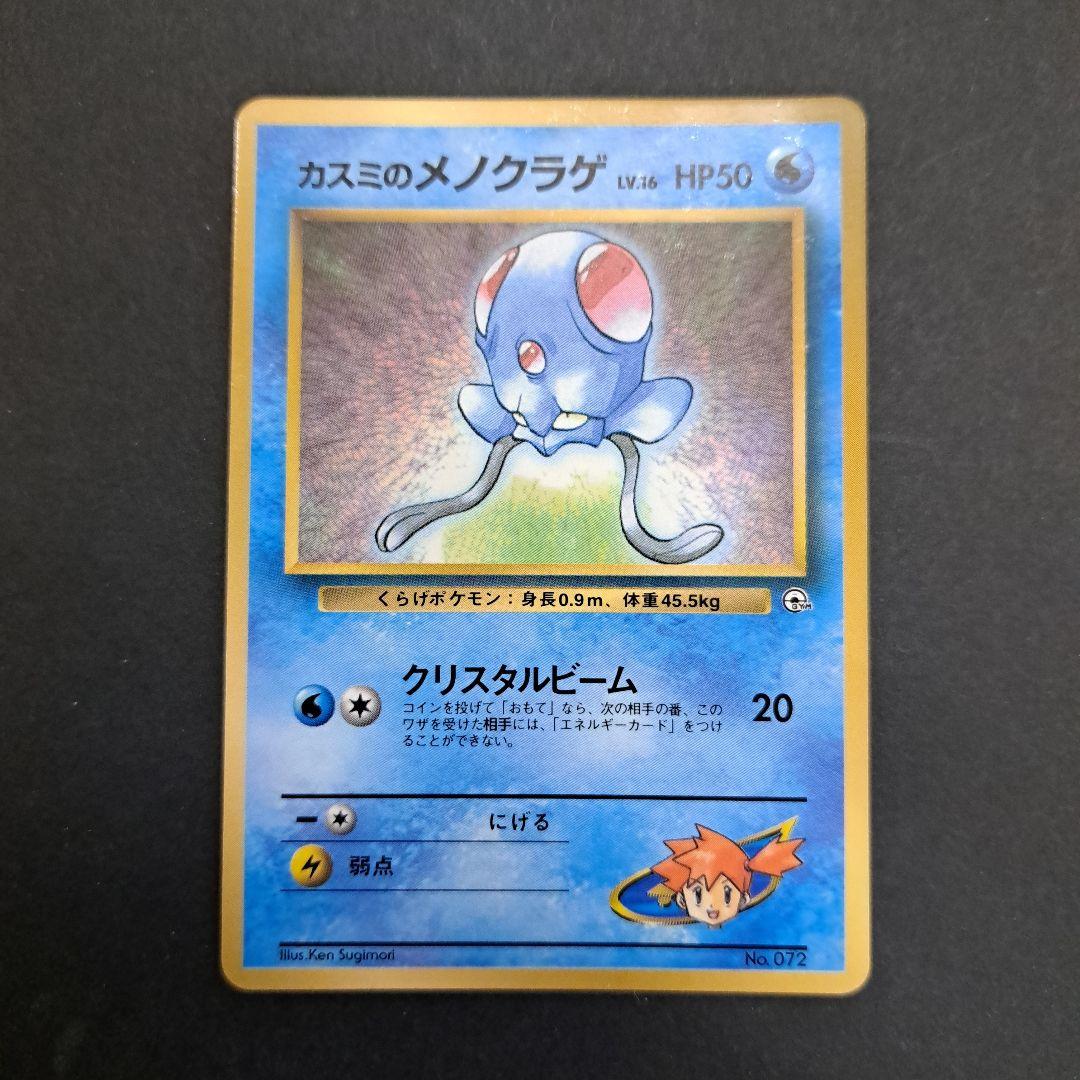 カスミのメノクラゲ LV.16 HP50
くらげポケモン：身長0.9m、体重45.5kg
GYM
クリスタルビーム
コインを投げて「おもて」なら、次の相手の番、この
ワザを受けた相手には、「エネルギーカード」をつけ
ることができない。
20
にげる
弱点
Illus.Ken Sugimori
No. 072